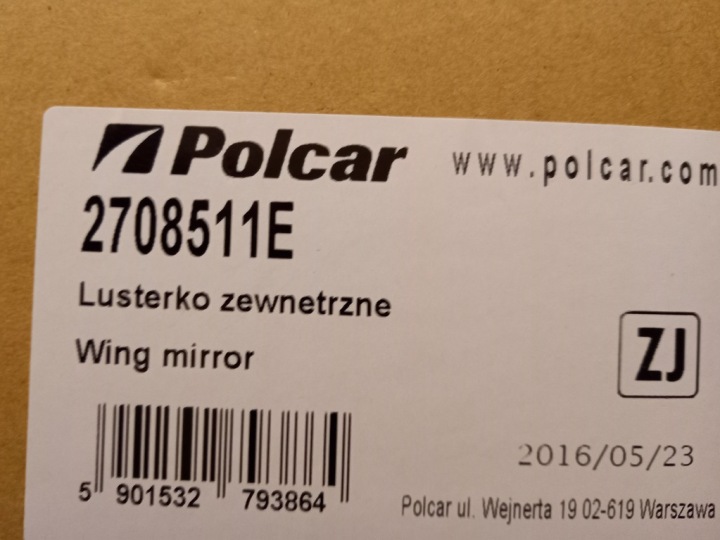 Polcar
www.polcar.com
2708511E
Lusterko zewnetrzne
Wing mirror
ZJ
5 901532 793864
2016/05/23
Polcar ul. Wejnerta 19 02-619 Warszawa